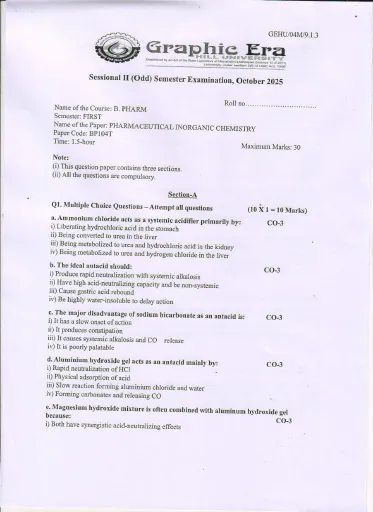 GEHU/04M/9.1.3
Graphic Era
HILL UNIVERSITY
Sessional II (Odd) Semester Examination, October 2025
Roll no..............................
Name of the Course: B. PHARM
Semester: FIRST
Name of the Paper: PHARMACEUTICAL INORGANIC CHEMISTRY
Paper Code: BP104T
Time: 1.5-hour
Maximum Marks: 30
Note:
(i) This question paper contains three sections.
(ii) All the questions are compulsory.
Section-A
Q1. Multiple Choice Questions – Attempt all questions (10 X 1 = 10 Marks)
a. Ammonium chloride acts as a systemic acidifier primarily by: CO-3
i) Liberating hydrochloric acid in the stomach
ii) Being converted to urea in the liver
iii) Being metabolized to urea and hydrochloric acid in the kidney
iv) Being metabolized to urea and hydrogen chloride in the liver
b. The ideal antacid should: CO-3
i) Produce rapid neutralization with systemic alkalosis
ii) Have high acid-neutralizing capacity and be non-systemic
iii) Cause gastric acid rebound
iv) Be highly water-insoluble to delay action
c. The major disadvantage of sodium bicarbonate as an antacid is: CO-3
i) It has a slow onset of action
ii) It produces constipation
iii) It causes systemic alkalosis and CO release
iv) It is poorly palatable
d. Aluminium hydroxide gel acts as an antacid mainly by: CO-3
i) Rapid neutralization of HCl
ii) Physical adsorption of acid
iii) Slow reaction forming aluminium chloride and water
iv) Forming carbonates and releasing CO
e. Magnesium hydroxide mixture is often combined with aluminum hydroxide gel
because: CO-3
i) Both have synergistic acid-neutralizing effects